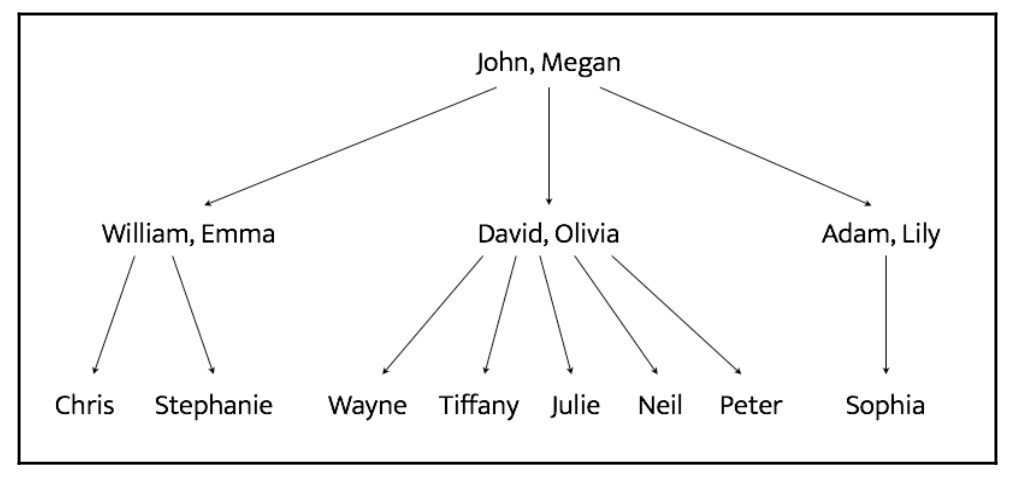 John, Megan
William, Emma David, Olivia Adam, Lily
Chris Stephanie Wayne Tiffany Julie Neil Peter Sophia